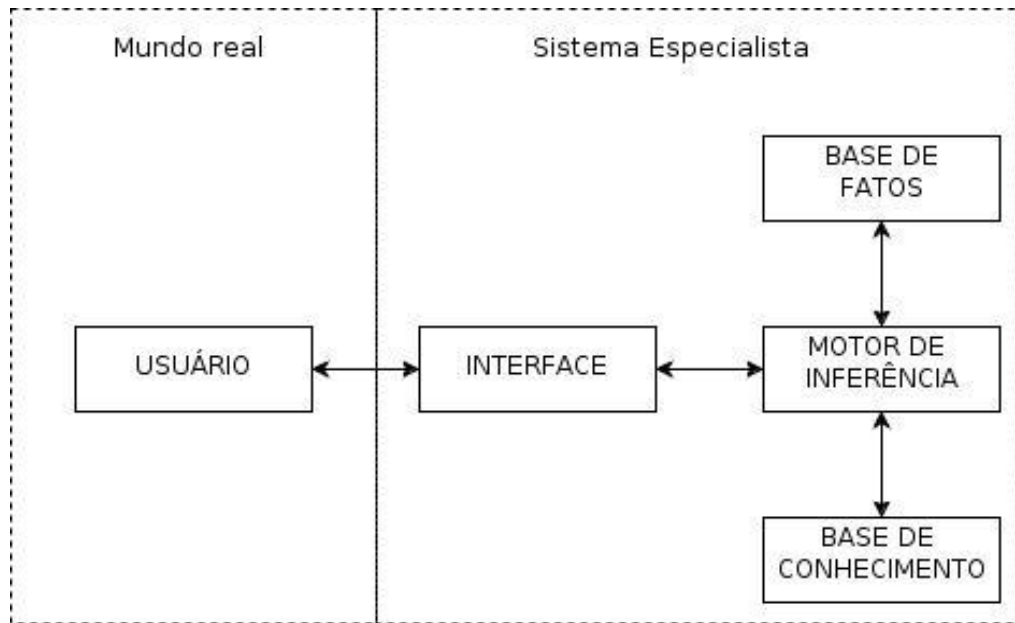 Mundo real
Sistema Especialista
BASE DE
FATOS
USUÁRIO
INTERFACE
MOTOR DE
INFERÊNCIA
BASE DE
CONHECIMENTO